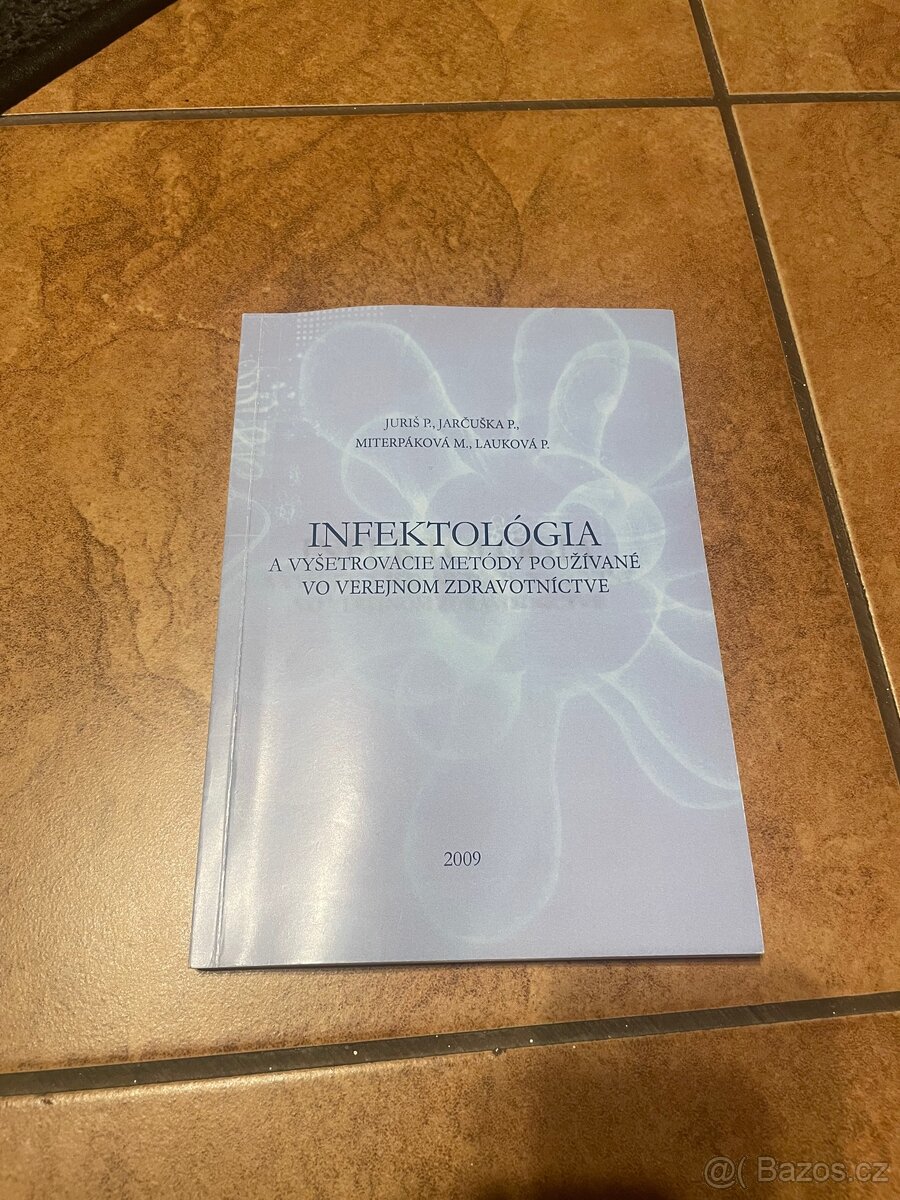 JURIŠ P., JARČUŠKA P.,
MITERPÁKOVÁ M., LAUKOVÁ P.
INFEKTOLÓGIA
A VYŠETROVACIE METÓDY POUŽÍVANÉ
VO VEREJNOM ZDRAVOTNÍCTVE
2009
@( Bazos.cz